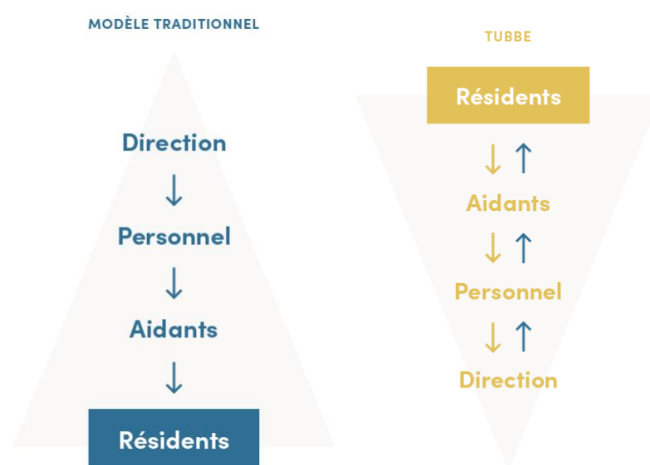 MODÈLE TRADITIONNEL
Direction
Personnel
Aidants
Résidents
TUBBE
Résidents
Aidants
Personnel
Direction